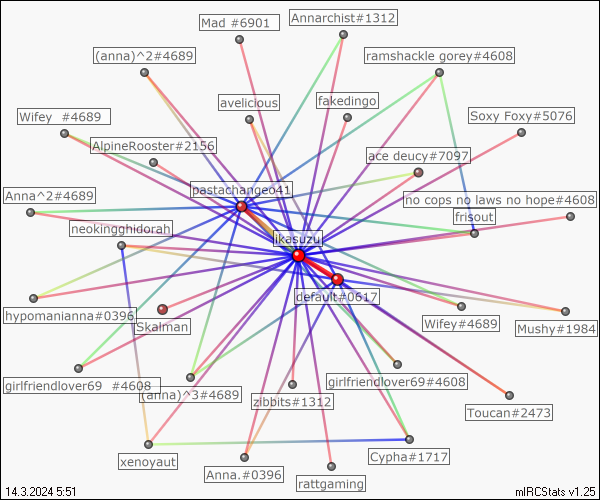 Mad #6901
Annarchist#1312
(anna)^2#4689
ramshackle gorey#4608
avelicious
fakedingo
Wifey  #4689
Soxy Foxy#5076
AlpineRooster#2156
ace deucy#7097
pastachangeo41
Anna^2#4689
no cops no laws no hope#4608
frisout
neokingghidorah
ikasuzu
default#0617
hypomanianna#0396
Skalman
Wifey#4689
Mushy#1984
girlfriendlover69  #4608
(anna)^3#4689
girlfriendlover69#4608
zibbits#1312
Toucan#2473
xenoyaut
Anna.#0396
Cypha#1717
rattgaming
14.3.2024 5:51
mIRCStats v1.25